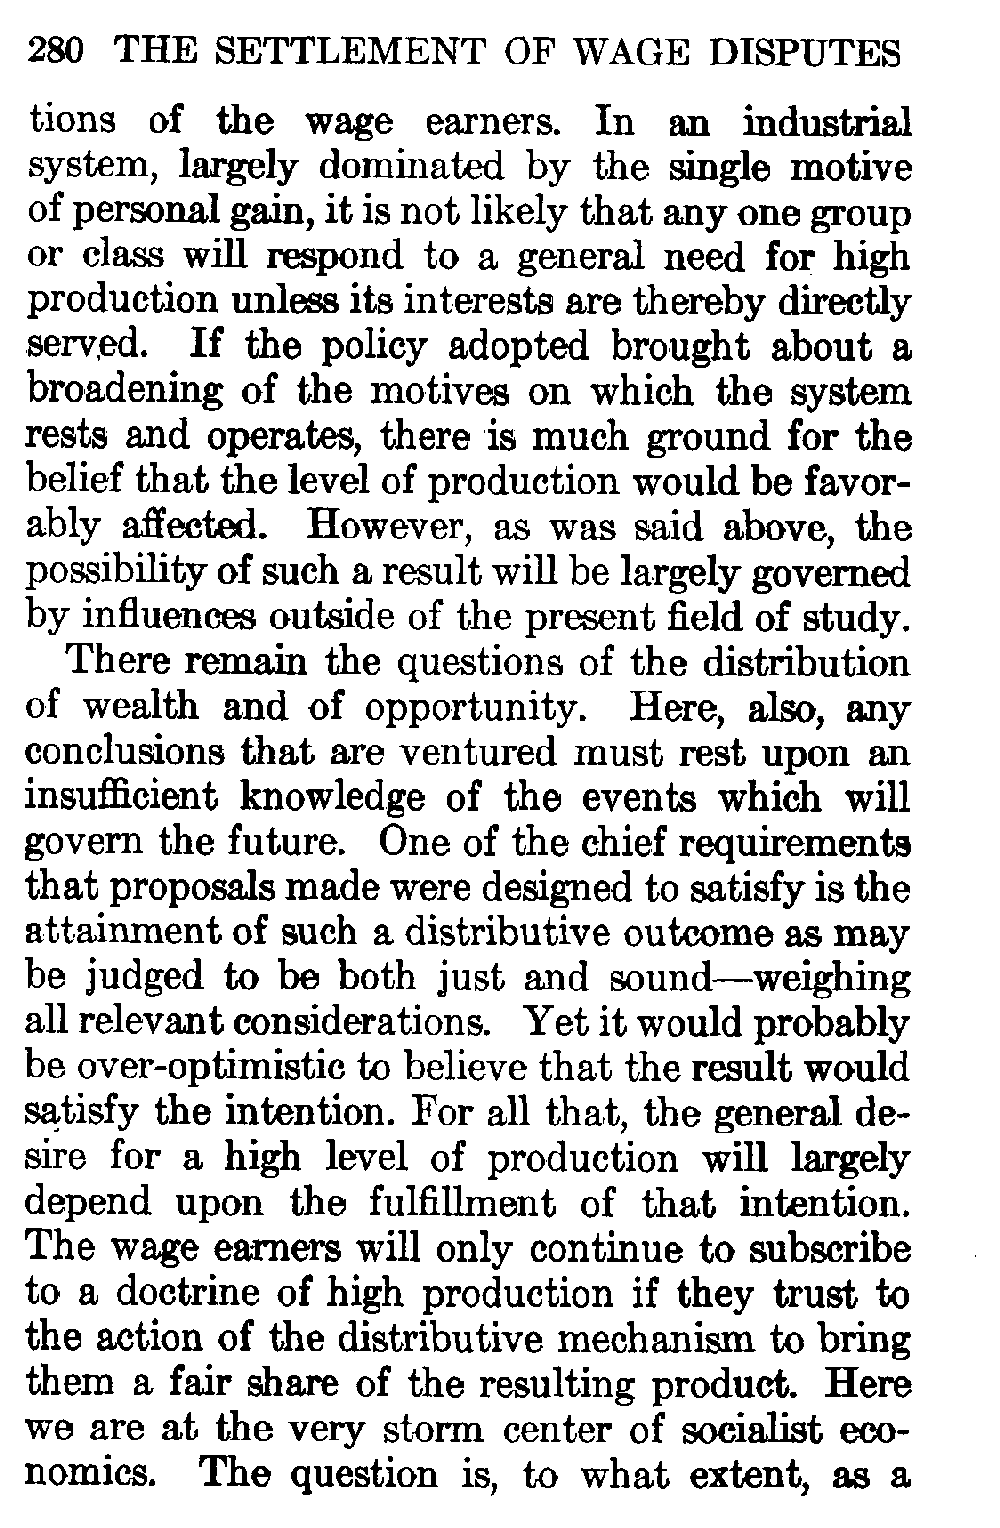 280 THE SETTLEMENT OF WAGE DISPUTES
tions of the wage earners. In an industrial
system, largely dominated by the single motive
of personal gain, it is not likely that any one group
or class will respond to a general need for high
production unless its interests are thereby directly
served. If the policy adopted brought about a
broadening of the motives on which the system
rests and operates, there is much ground for the
belief that the level of production would be favor-
ably affected. However, as was said above, the
possibility of such a result will be largely governed
by influences outside of the present field of study.
There remain the questions of the distribution
of wealth and of opportunity. Here, also, any
conclusions that are ventured must rest upon an
insufficient knowledge of the events which will
govern the future. One of the chief requirements
that proposals made were designed to satisfy is the
attainment of such a distributive outcome as may
be judged to be both just and sound—weighing
all relevant considerations. Yet it would probably
be over-optimistic to believe that the result would
satisfy the intention. For all that, the general de-
sire for a high level of production will largely
depend upon the fulfillment of that intention.
The wage earners will only continue to subscribe
to a doctrine of high production if they trust to
the action of the distributive mechanism to bring
them a fair share of the resulting product. Here
we are at the very storm center of socialist eco-
nomics. The question is, to what extent, as a